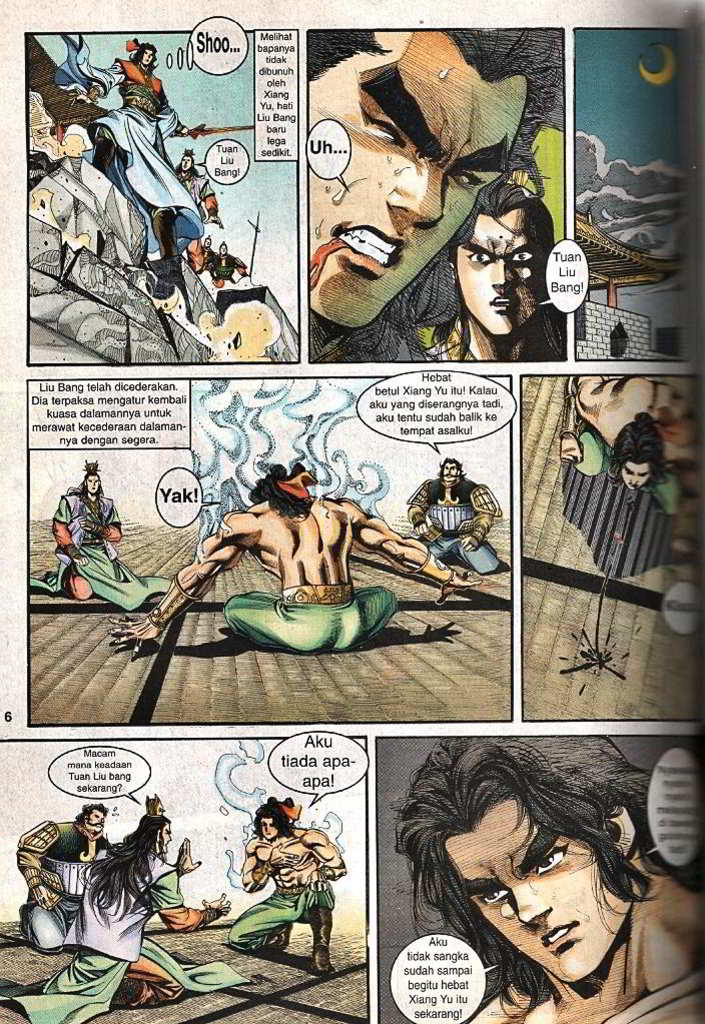 Shoo...
Melihat
bapanya
tidak
dibunuh
oleh
Xiang
Yu, hati
Liu Bang
baru
lega
sedikit.
Tuan
Liu
Bang!
Uh...
Tuan
Liu
Bang!
Liu Bang telah dicederakan.
Dia terpaksa mengatur kembali
kuasa dalamannya untuk
merawat kecederaan dalaman-
nya dengan segera.
Yak!
Hebat
betul Xiang Yu itu! Kalau
aku yang diserangnya tadi,
aku tentu sudah balik ke
tempat asalku!
6
Macam
mana keadaan
Tuan Liu bang
sekarang?
Aku
tiada apa-
apa!
Aku
tidak sangka
sudah sampai
begitu hebat
Xiang Yu itu
sekarang!